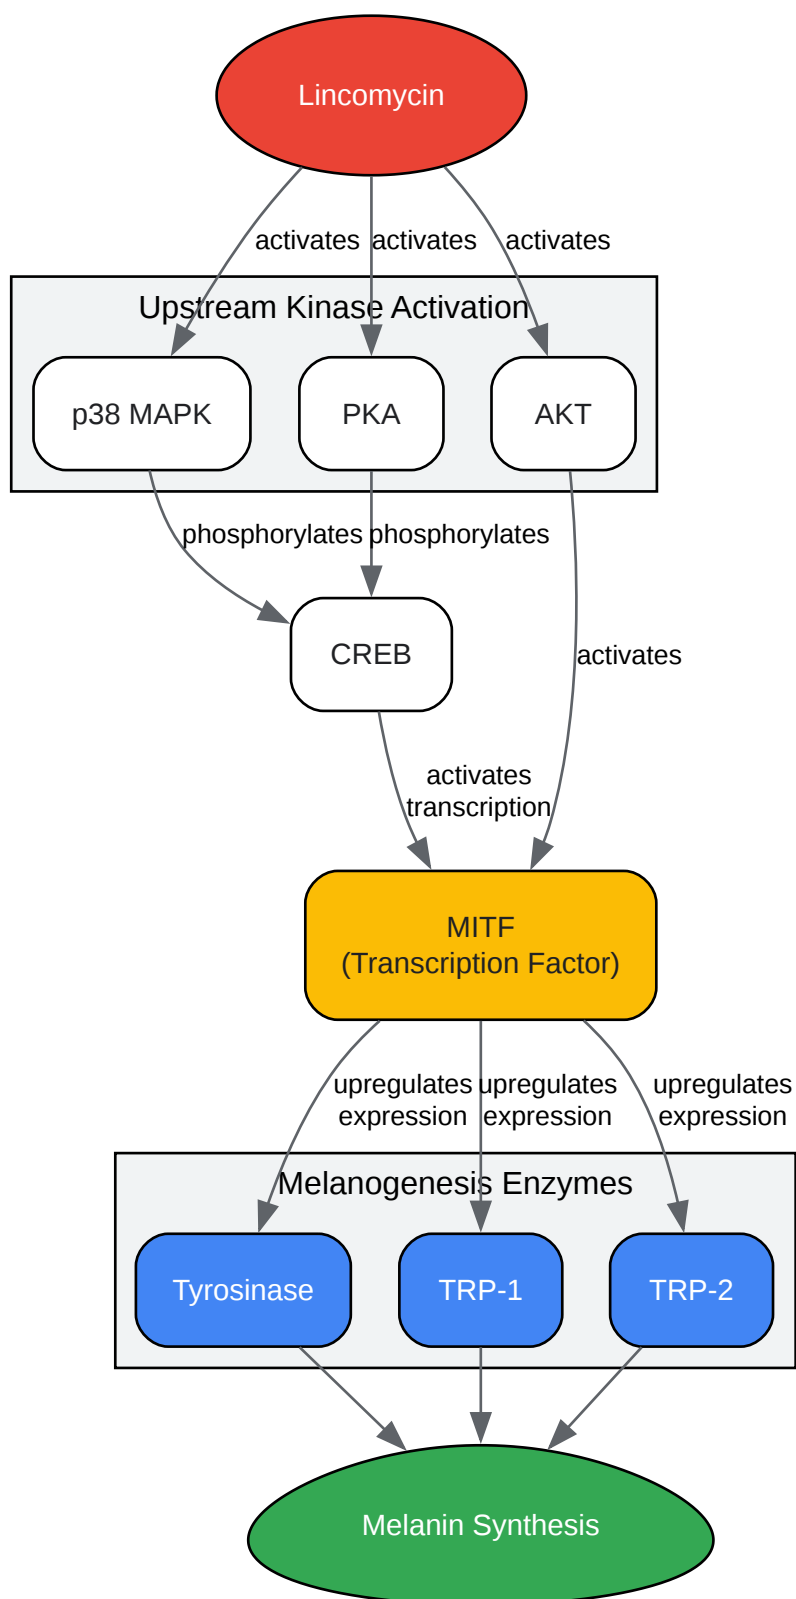 Lincomycin
activates activates activates
Upstream Kinase Activation
p38 MAPK PKA AKT
phosphorylates phosphorylates
CREB
activates
activates
transcription
MITF
(Transcription Factor)
upregulates upregulates upregulates
expression expression expression
Melanogenesis Enzymes
Tyrosinase TRP-1 TRP-2
Melanin Synthesis